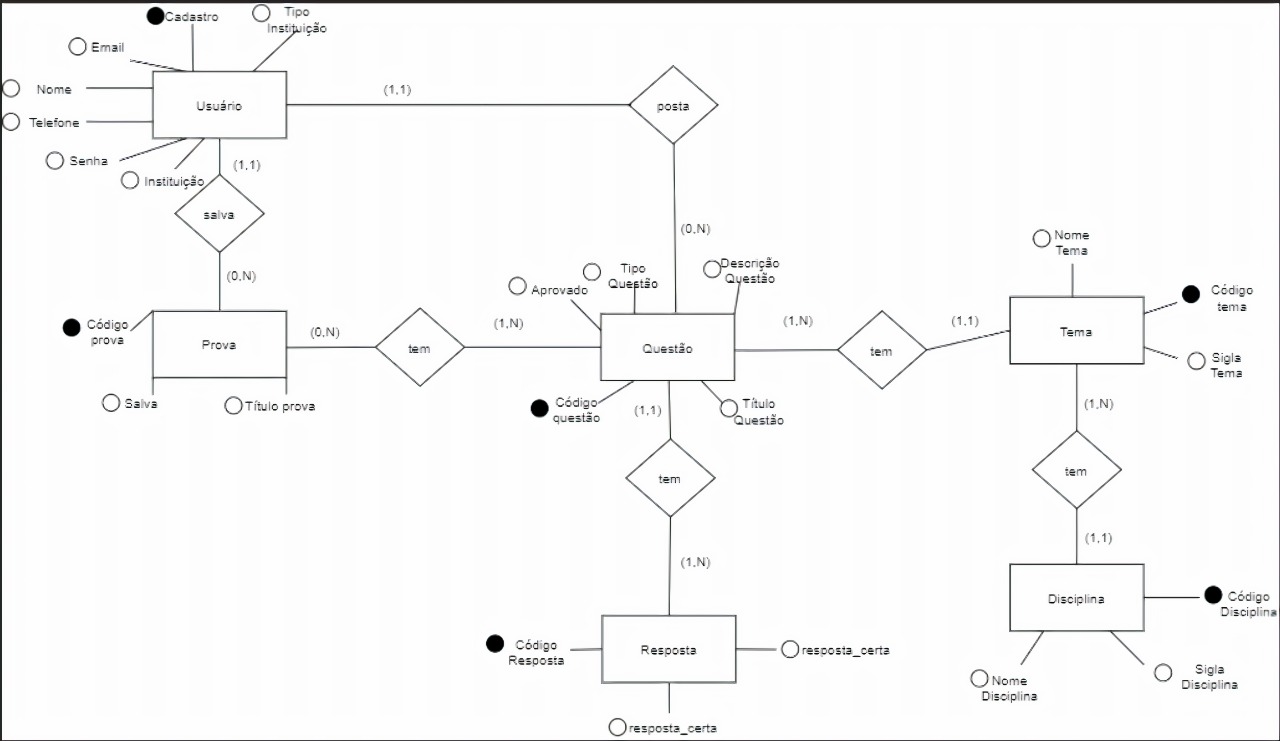 Cadastro
Tipo
Instituição
Email
Nome
Usuário
(1,1)
posta
Telefone
Senha
(1,1)
Instituição
salva
(0,N)
(0,N)
Nome
Tema
Tipo
Questão
Descrição
Questão
Aprovado
Código
prova
Código
tema
(0,N)
(1,N)
(1,N)
(1,1)
Prova
tem
Questão
tem
Tema
Sigla
Tema
Salva
Título prova
Código
questão
(1,1)
Título
Questão
(1,N)
tem
tem
(1,N)
(1,1)
Disciplina
Código
Disciplina
Código
Resposta
Resposta
resposta_certa
Nome
Disciplina
Sigla
Disciplina
resposta_certa